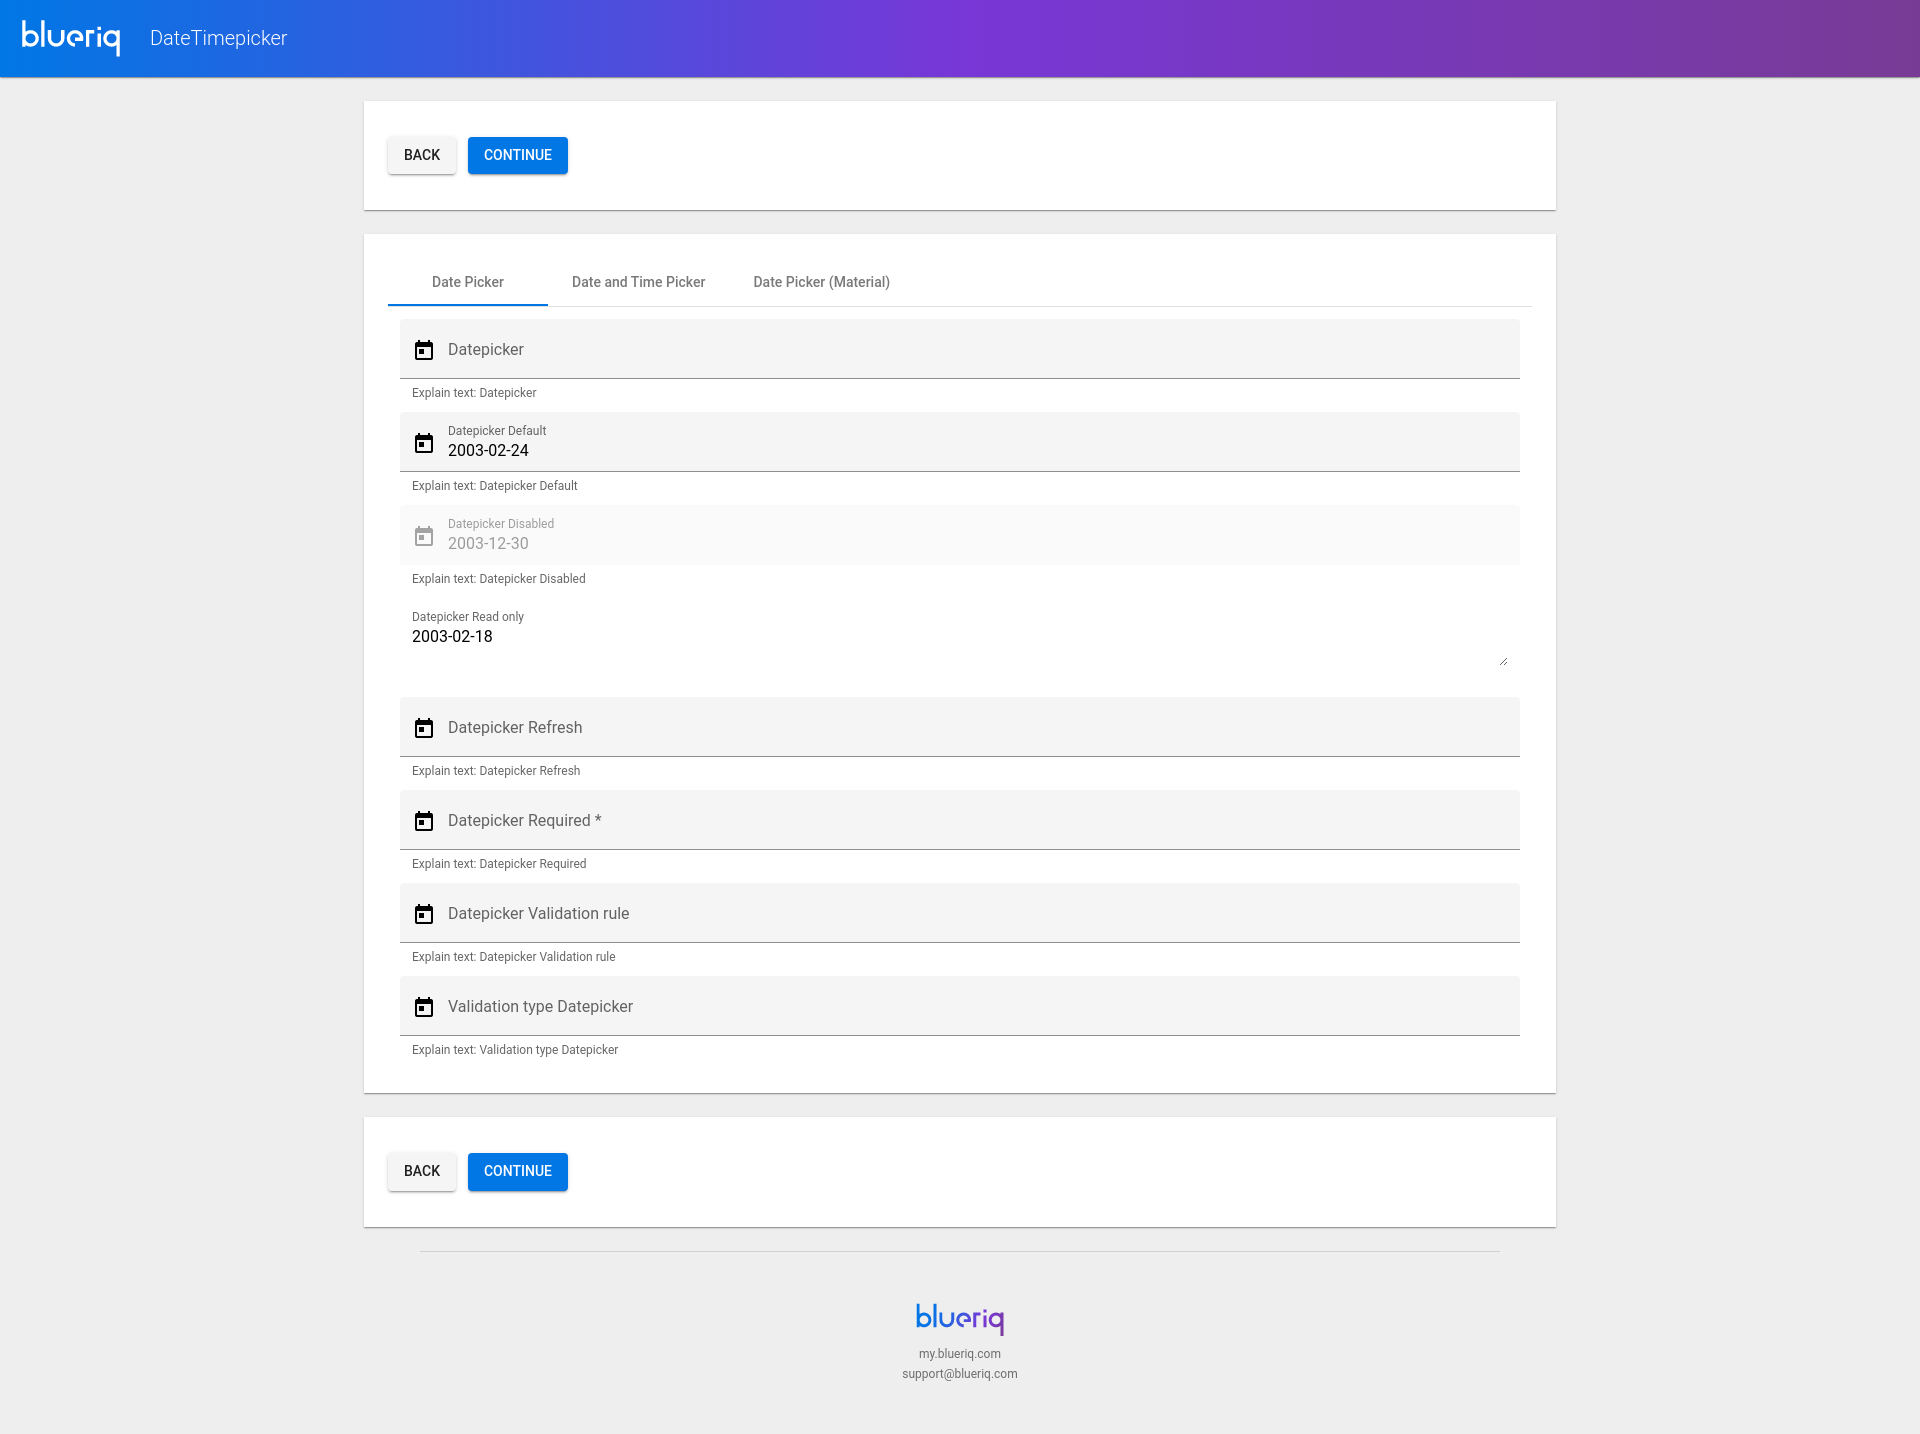 blueriq DateTimepicker
BACK CONTINUE
Date Picker Date and Time Picker Date Picker (Material)
Datepicker
Explain text: Datepicker
Datepicker Default
2003-02-24
Explain text: Datepicker Default
Datepicker Disabled
2003-12-30
Explain text: Datepicker Disabled
Datepicker Read only
2003-02-18
Datepicker Refresh
Explain text: Datepicker Refresh
Datepicker Required *
Explain text: Datepicker Required
Datepicker Validation rule
Explain text: Datepicker Validation rule
Validation type Datepicker
Explain text: Validation type Datepicker
BACK CONTINUE
blueriq
my.blueriq.com
support@blueriq.com